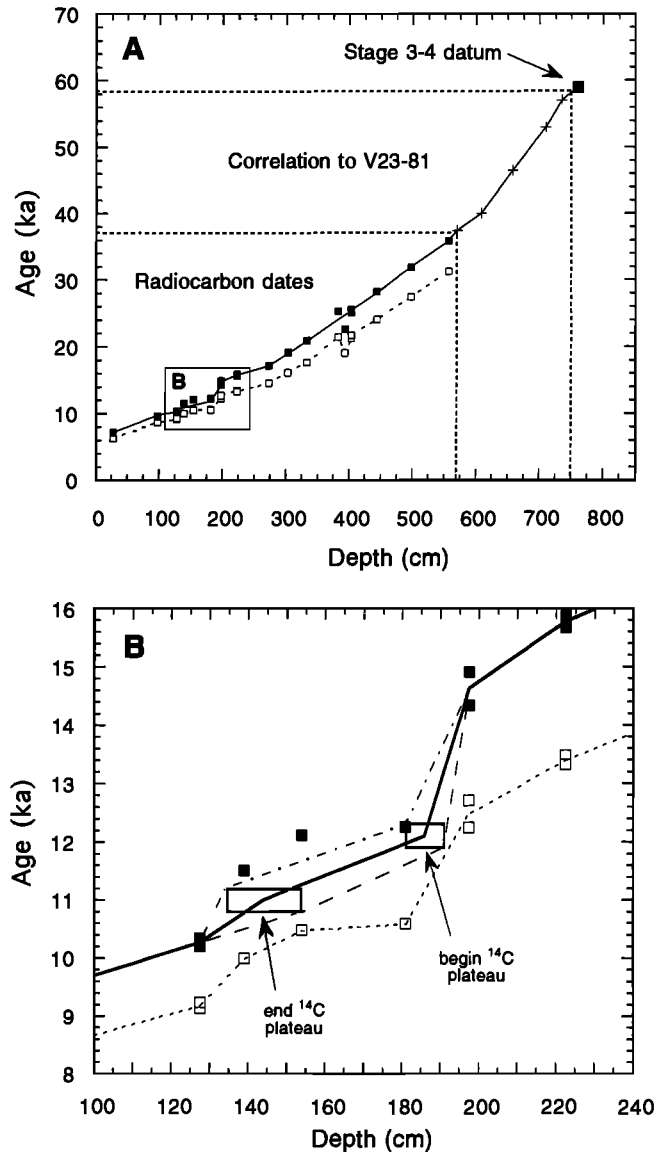 A
Stage 3-4 datum
Correlation to V23-81
Radiocarbon dates
B
Age (ka)
70
60
50
40
30
20
10
0
0 100 200 300 400 500 600 700 800
Depth (cm)
B
Age (ka)
16
15
14
13
12
11
10
9
8
begin ¹⁴C
plateau
end ¹⁴C
plateau
100 120 140 160 180 200 220 240
Depth (cm)